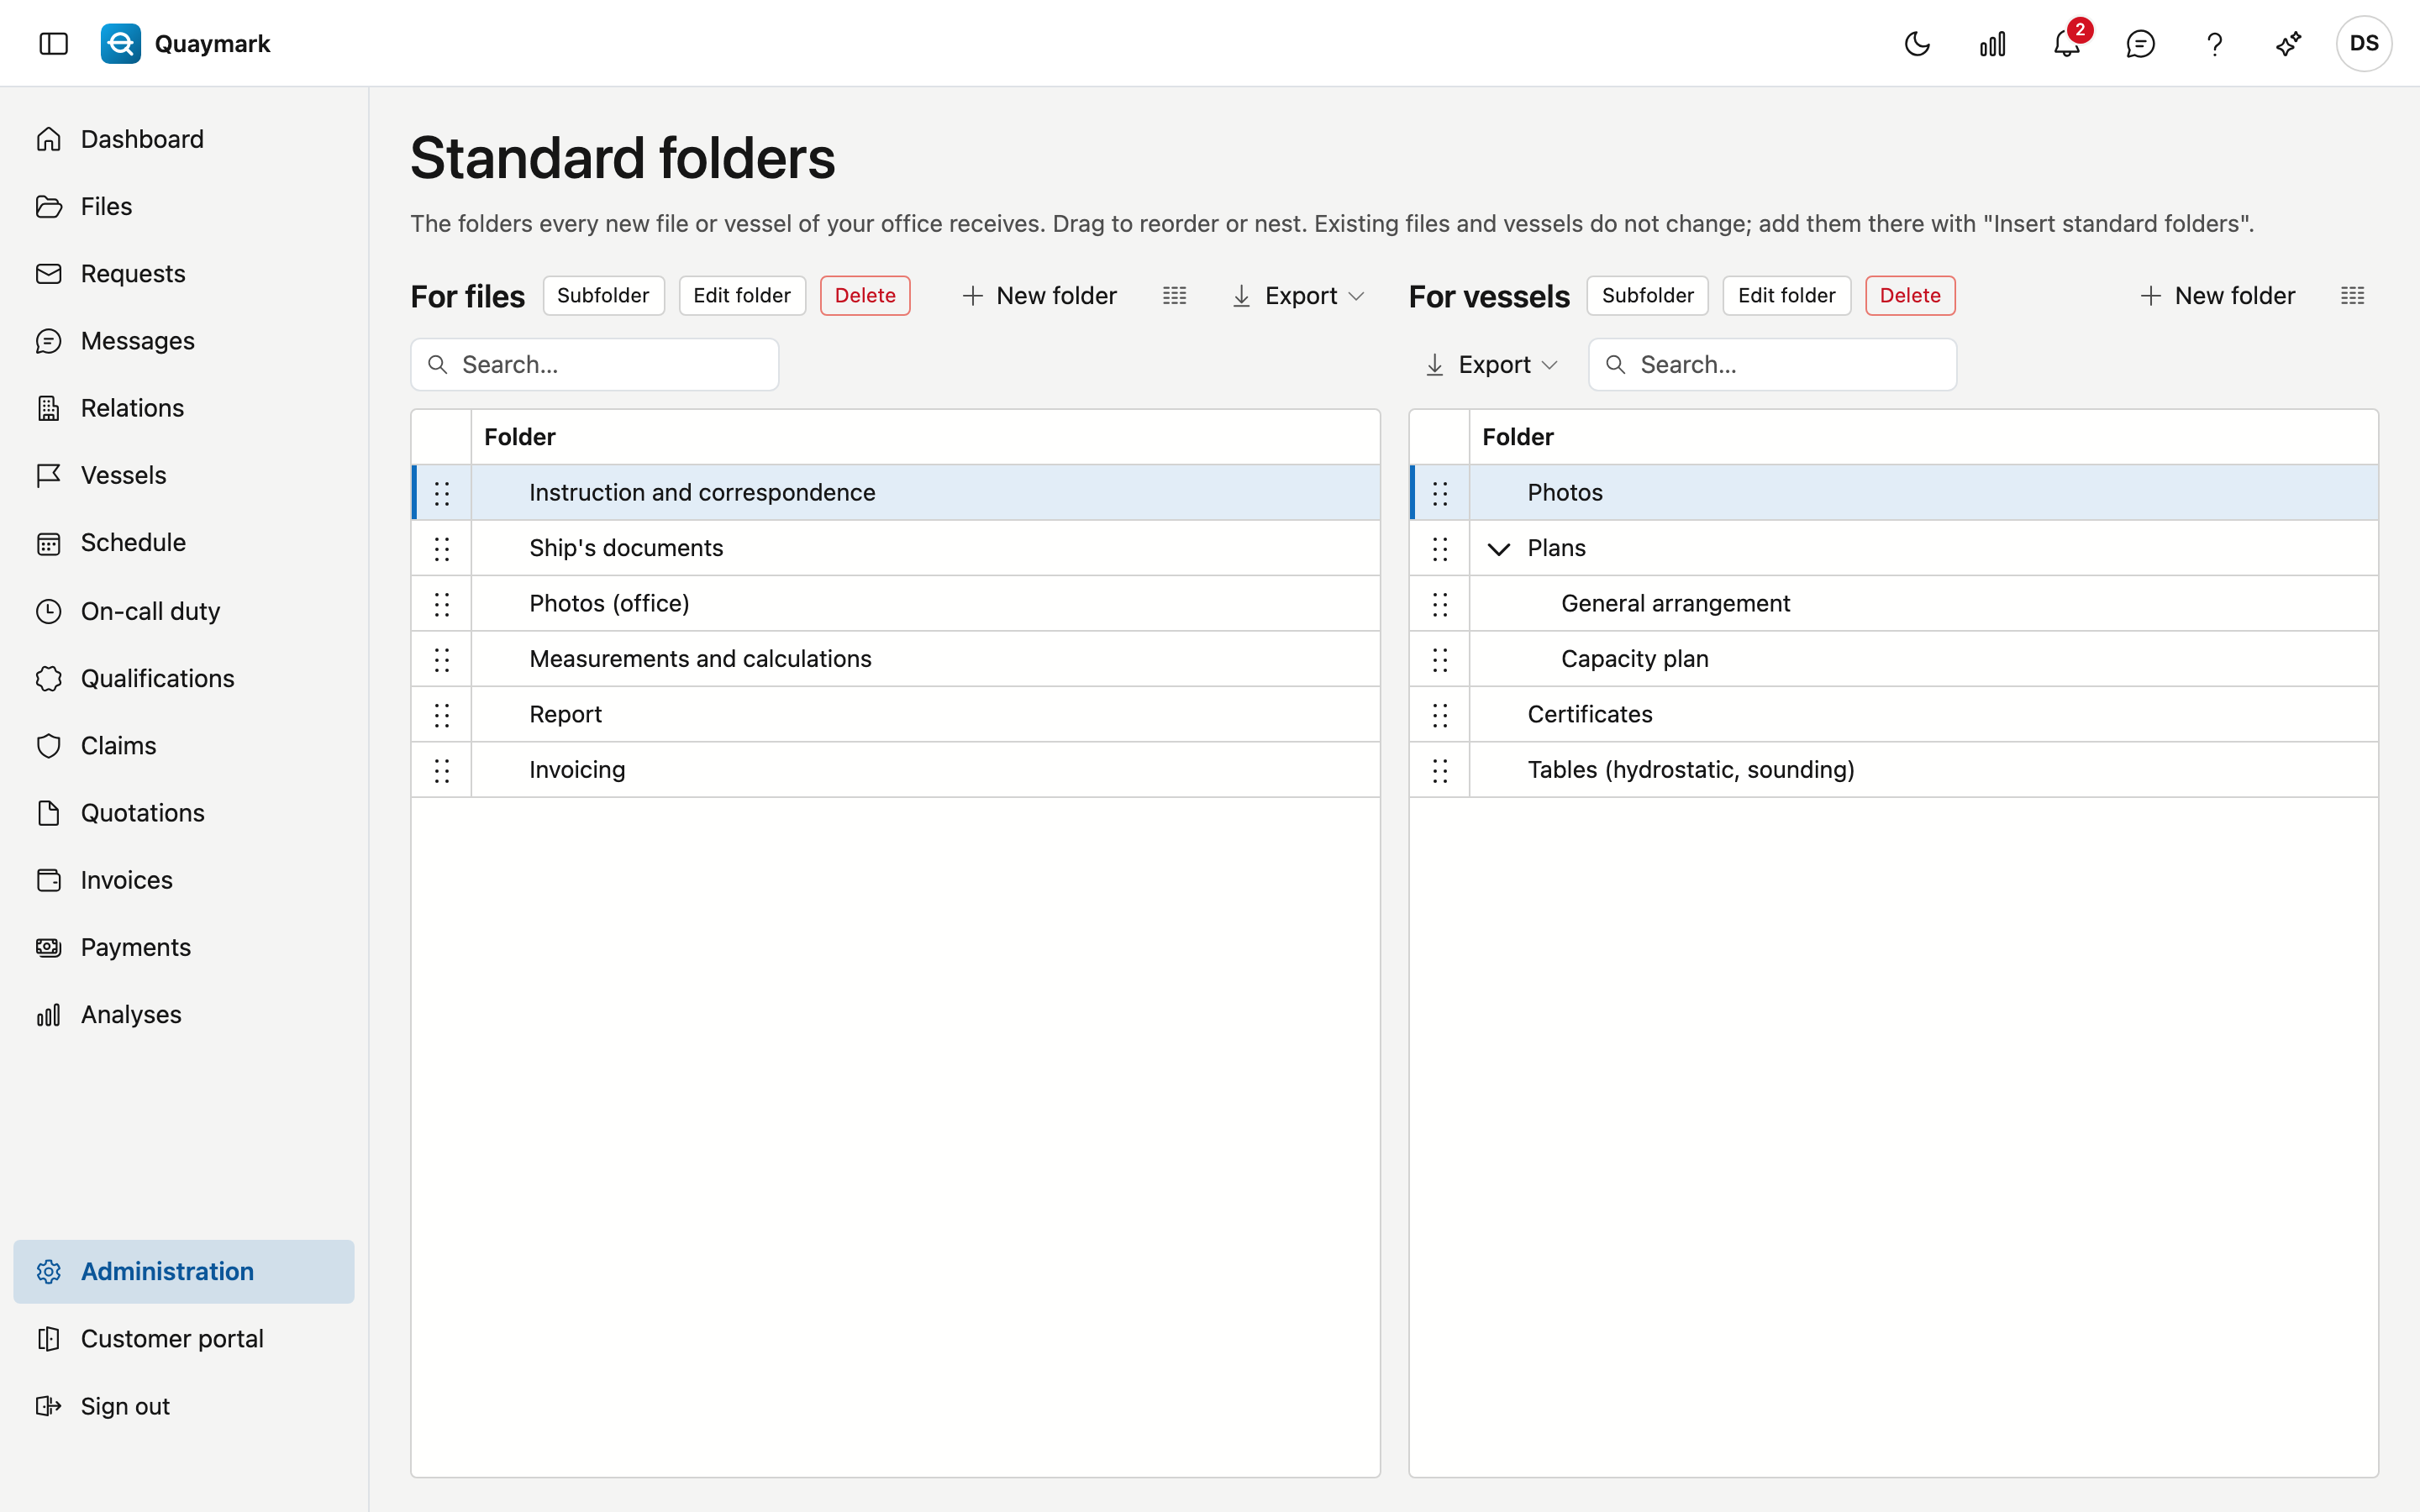 Quaymark
2
DS
Dashboard
Files
Requests
Messages
Relations
Vessels
Schedule
On-call duty
Qualifications
Claims
Quotations
Invoices
Payments
Analyses
Administration
Customer portal
Sign out
Standard folders
The folders every new file or vessel of your office receives. Drag to reorder or nest. Existing files and vessels do not change; add them there with "Insert standard folders".
For files Subfolder Edit folder Delete New folder Export
Search...
Folder
Instruction and correspondence
Ship's documents
Photos (office)
Measurements and calculations
Report
Invoicing
For vessels Subfolder Edit folder Delete New folder
Export Search...
Folder
Photos
Plans
General arrangement
Capacity plan
Certificates
Tables (hydrostatic, sounding)